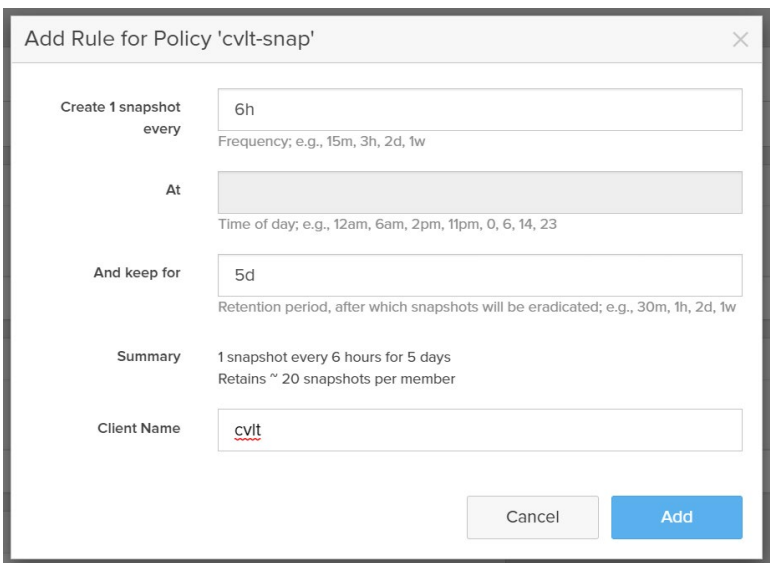 Add Rule for Policy 'cvlt-snap'
Create 1 snapshot
every
6h
Frequency; e.g., 15m, 3h, 2d, 1w
At
Time of day; e.g., 12am, 6am, 2pm, 11pm, 0, 6, 14, 23
And keep for
5d
Retention period, after which snapshots will be eradicated; e.g., 30m, 1h, 2d, 1w
Summary
1 snapshot every 6 hours for 5 days
Retains ~ 20 snapshots per member
Client Name
cvlt
Cancel
Add